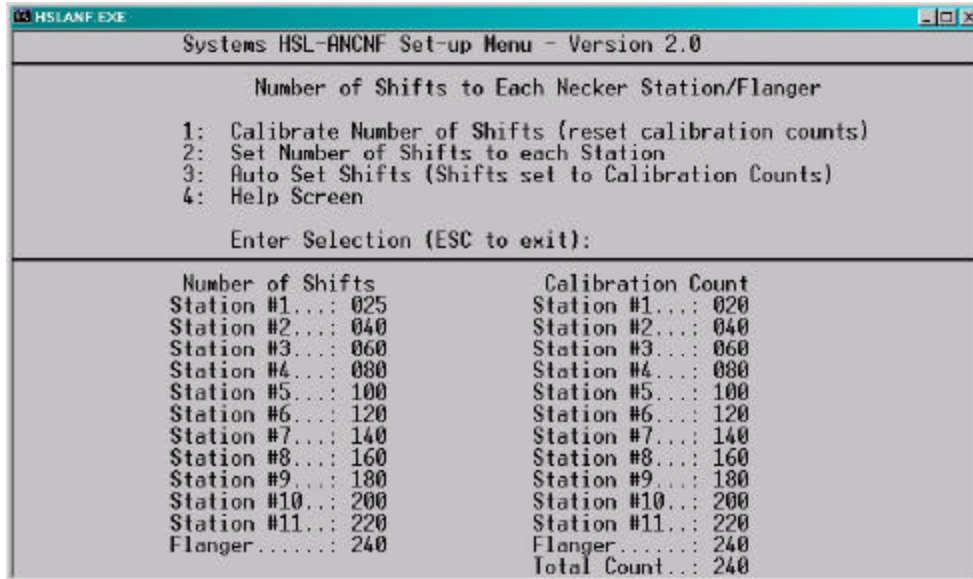 HSLANF.EXE
Systems HSL-ANCNF Set-up Menu - Version 2.0
Number of Shifts to Each Necker Station/Flanger
1: Calibrate Number of Shifts (reset calibration counts)
2: Set Number of Shifts to each Station
3: Auto Set Shifts (Shifts set to Calibration Counts)
4: Help Screen
Enter Selection (ESC to exit):
Number of Shifts
Station #1...: 025
Station #2...: 040
Station #3...: 060
Station #4...: 080
Station #5...: 100
Station #6...: 120
Station #7...: 140
Station #8...: 160
Station #9...: 180
Station #10..: 200
Station #11..: 220
Flanger......: 240
Calibration Count
Station #1...: 020
Station #2...: 040
Station #3...: 060
Station #4...: 080
Station #5...: 100
Station #6...: 120
Station #7...: 140
Station #8...: 160
Station #9...: 180
Station #10..: 200
Station #11..: 220
Flanger......: 240
Total Count..: 240